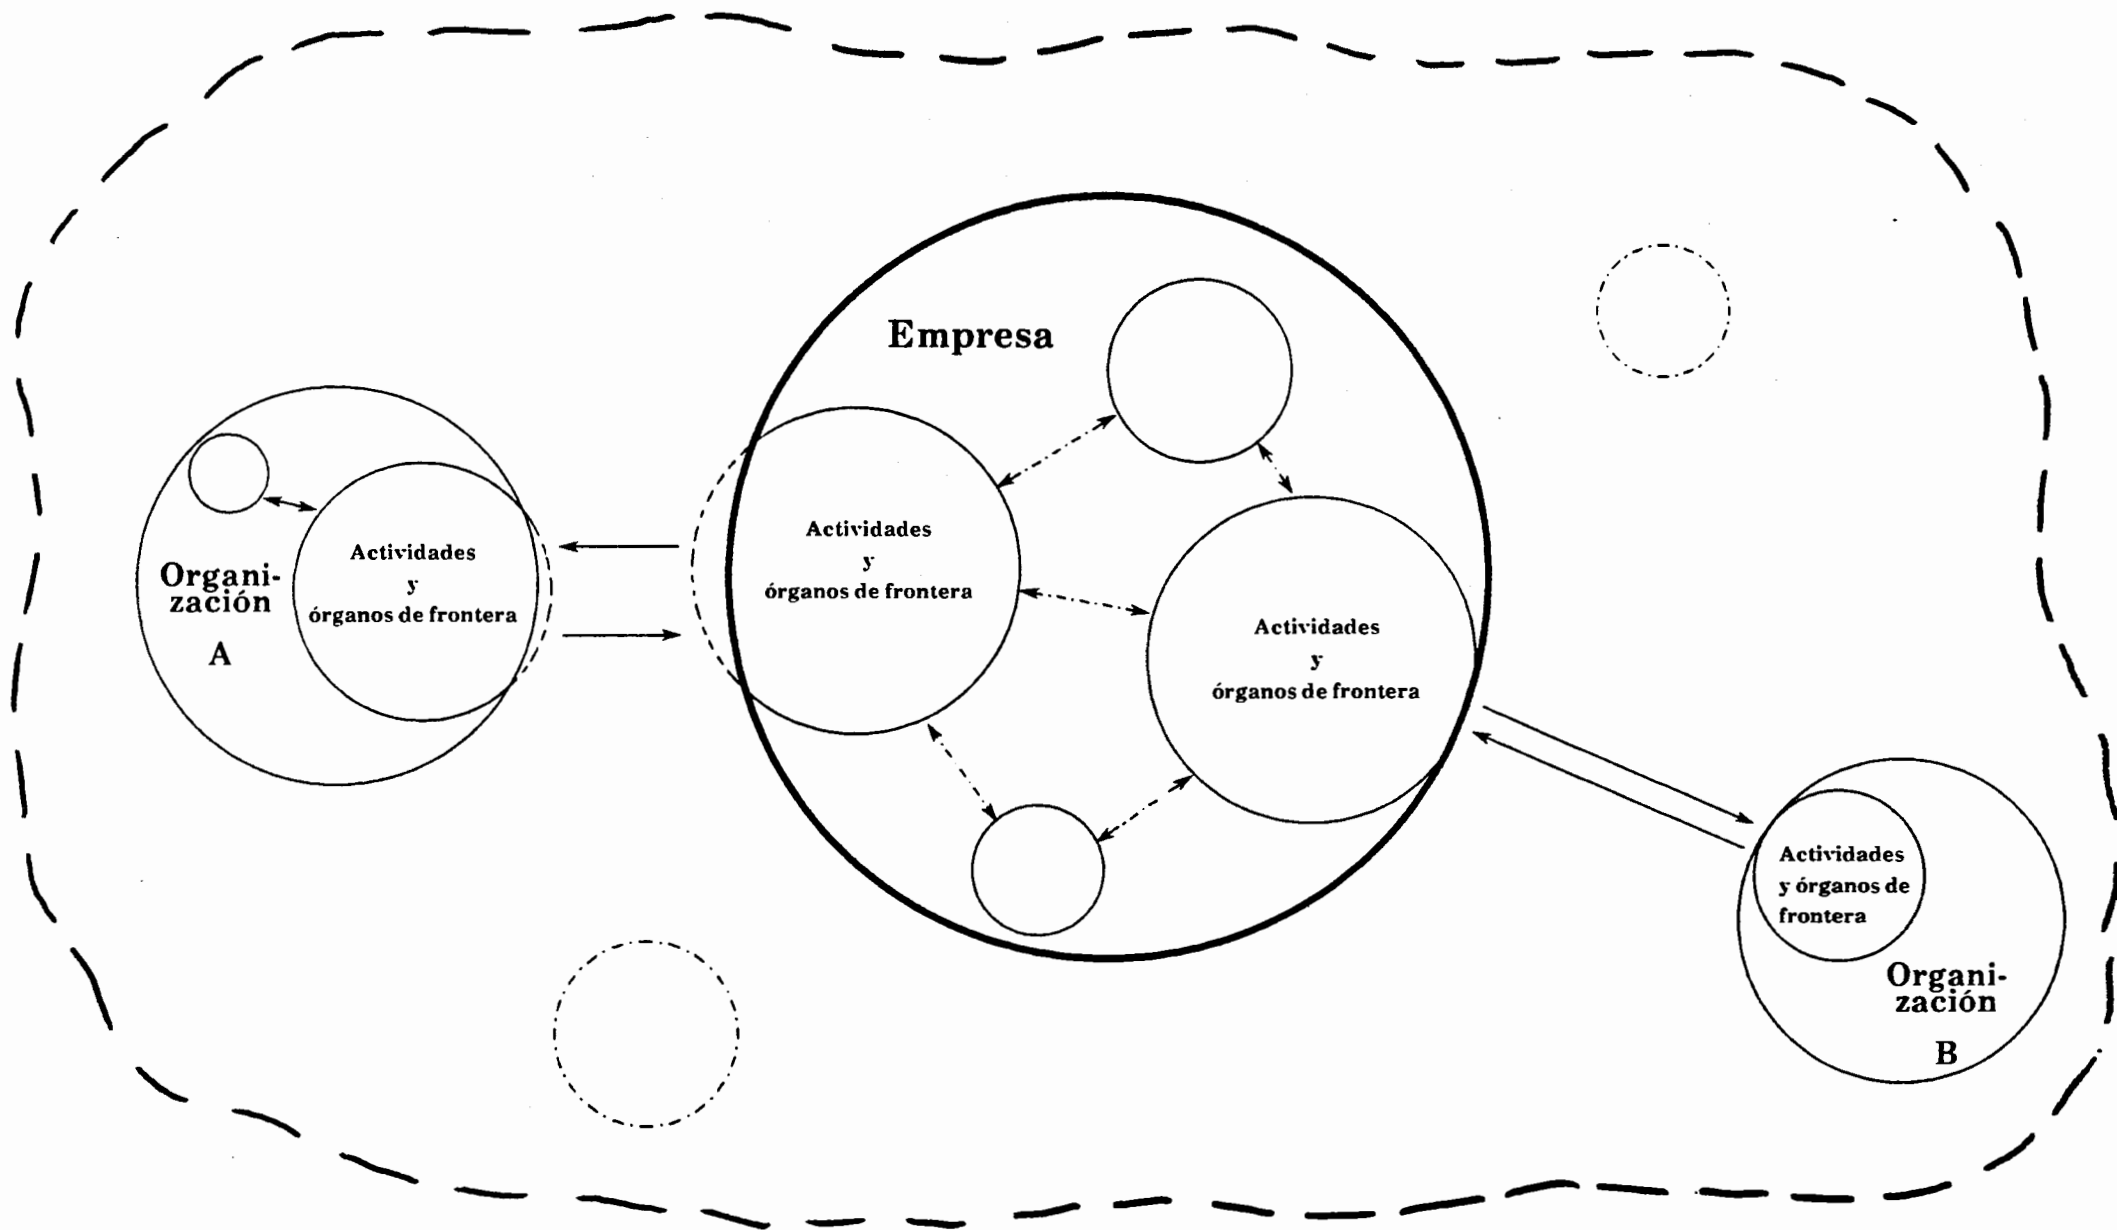 Empresa
Actividades
y
órganos de frontera
Organi-
zación
A
Actividades
y
órganos de frontera
Actividades
y
órganos de frontera
Actividades
y órganos de
frontera
Organi-
zación
B